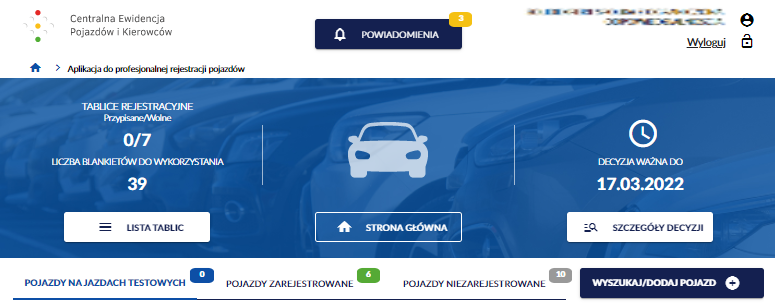 Centralna Ewidencja
Pojazdów i Kierowców
POWIADOMIENIA
3
Wyloguj
Aplikacja do profesjonalnej rejestracji pojazdów
TABLICE REJESTRACYJNE
Przypisane/Wolne
0/7
LICZBA BLANKIETÓW DO WYKORZYSTANIA
39
LISTA TABLIC
STRONA GŁÓWNA
DECYZJA WAŻNA DO
17.03.2022
SZCZEGÓŁY DECYZJI
POJAZDY NA JAZDACH TESTOWYCH
0
POJAZDY ZAREJESTROWANE
6
POJAZDY NIEZAREJESTROWANE
10
WYSZUKAJ/DODAJ POJAZD